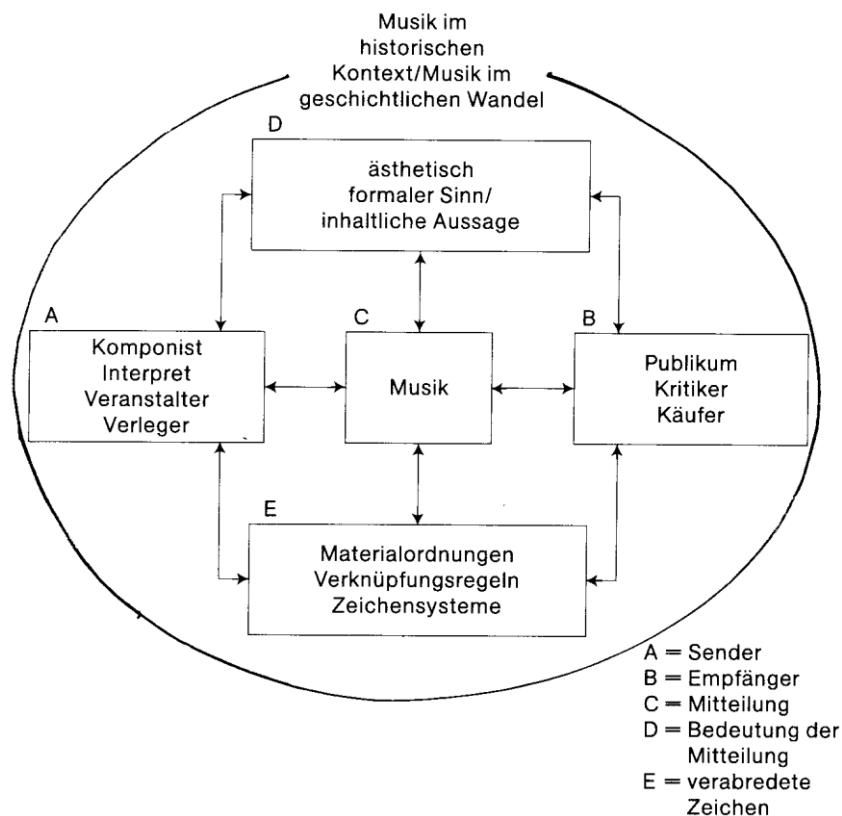 Musik im
historischen
Kontext/Musik im
geschichtlichen Wandel
D
ästhetisch
formaler Sinn/
inhaltliche Aussage
A
Komponist
Interpret
Veranstalter
Verleger
C
Musik
B
Publikum
Kritiker
Käufer
E
Materialordnungen
Verknüpfungsregeln
Zeichensysteme
A = Sender
B = Empfänger
C = Mitteilung
D = Bedeutung der
Mitteilung
E = verabredete
Zeichen